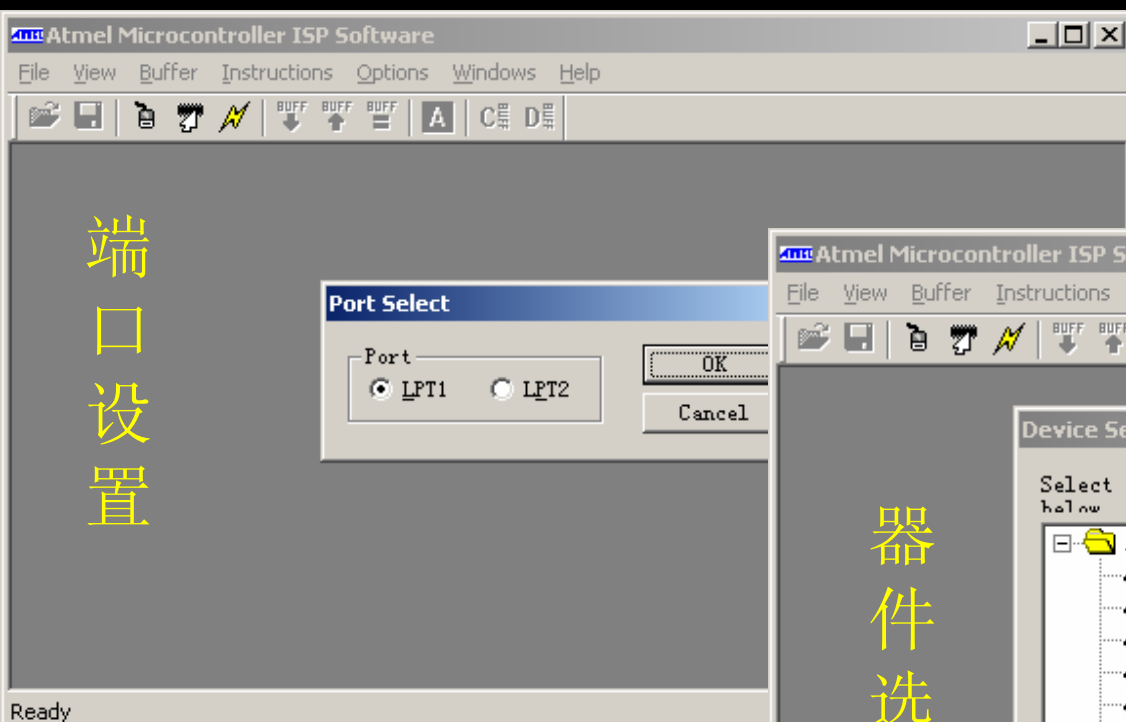 Atmel Microcontroller ISP Software
File View Buffer Instructions Options Windows Help
BUFF BUFF BUFF A C D
端
口
设
置
Port Select
Port
LPT1 LPT2
OK
Cancel
Ready
Atmel Microcontroller ISP S
File View Buffer Instructions
BUFF BUFF
Device Se
Select
below
器
件
选